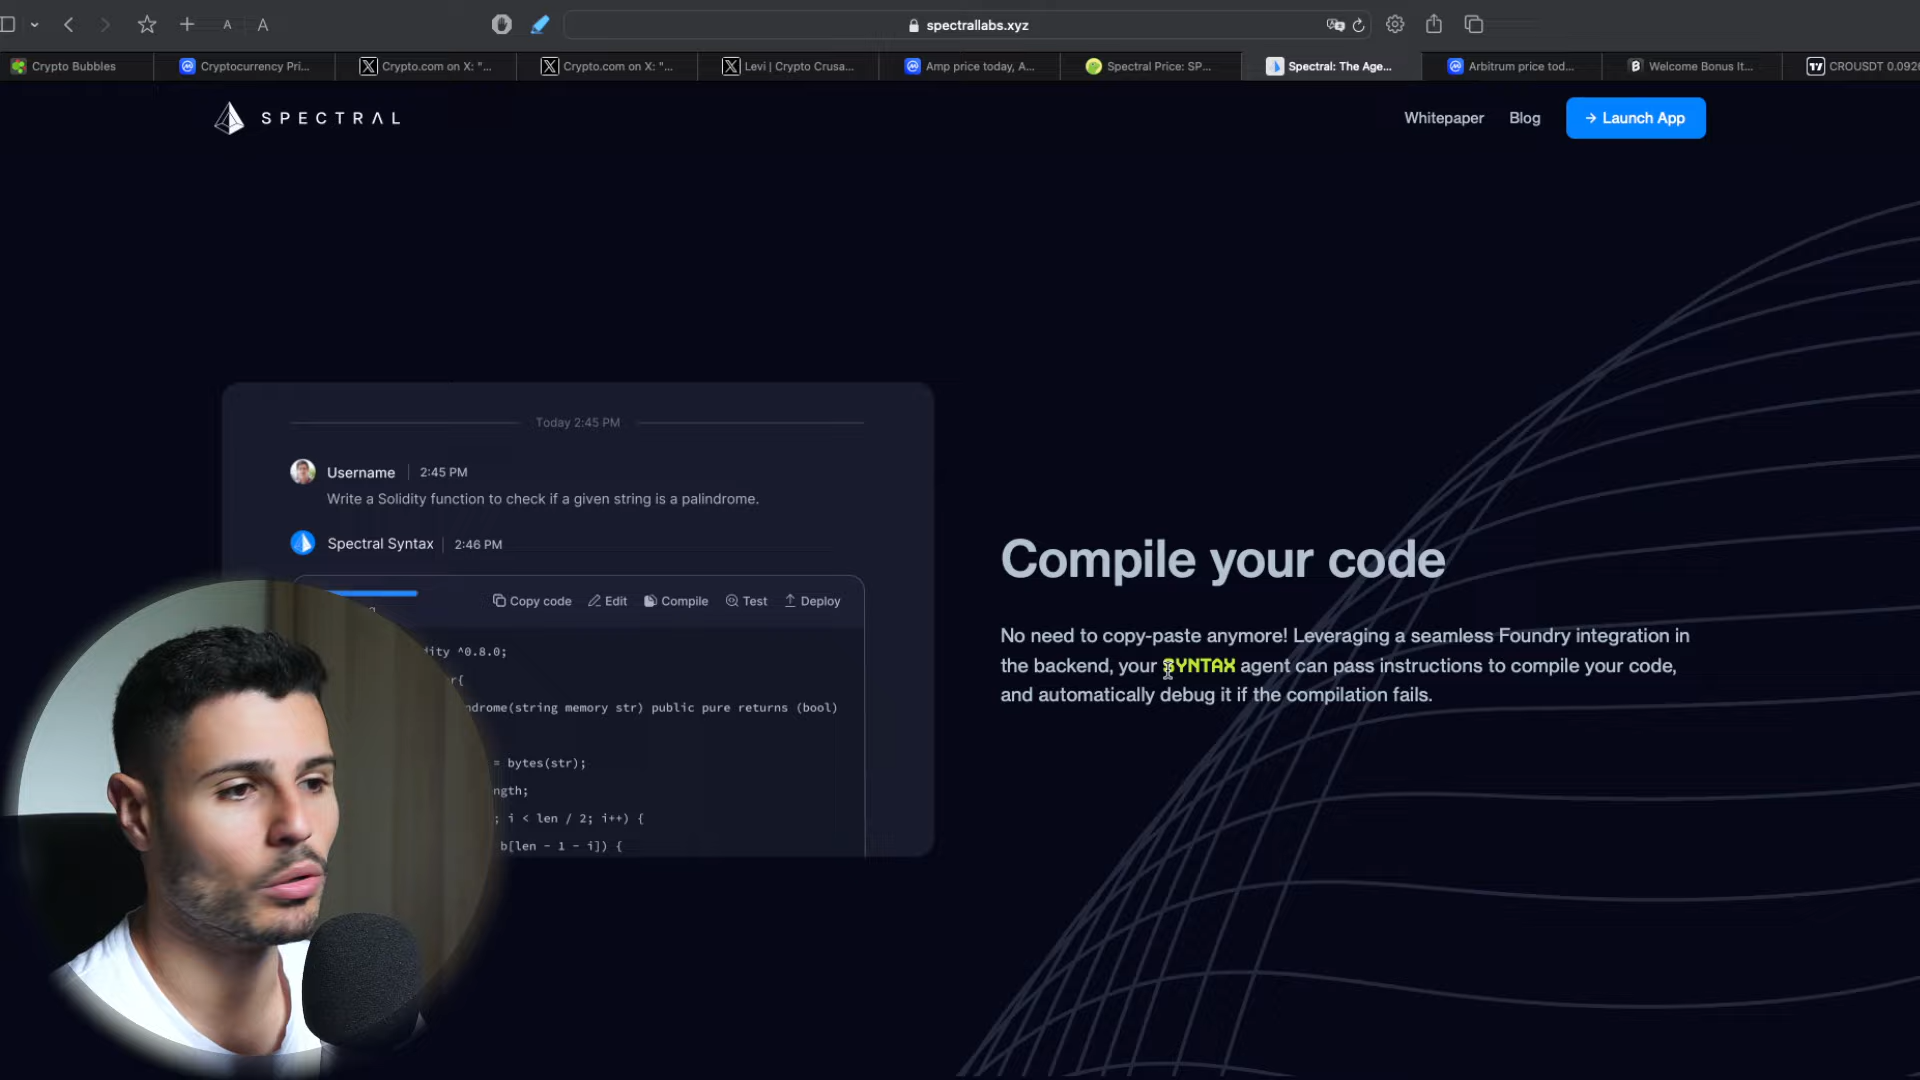 spectrallabs.xyz
Crypto Bubbles
Cryptocurrency Pri...
Crypto.com on X: "...
Crypto.com on X: "...
Levi | Crypto Crusa...
Amp price today, A...
Spectral Price: SP...
Spectral: The Age...
Arbitrum price tod...
Welcome Bonus It...
CROUSDT 0.092
SPECTRAL
Whitepaper
Blog
→ Launch App
Today 2:45 PM
Username | 2:45 PM
Write a Solidity function to check if a given string is a palindrome.
Spectral Syntax | 2:46 PM
Copy code
Edit
Compile
Test
Deploy
dity ^0.8.0;
r{
ndrome(string memory str) public pure returns (bool)
= bytes(str);
ngth;
; i < len / 2; i++) {
b[len - 1 - i]) {
Compile your code
No need to copy-paste anymore! Leveraging a seamless Foundry integration in
the backend, your SYNTAX agent can pass instructions to compile your code,
and automatically debug it if the compilation fails.